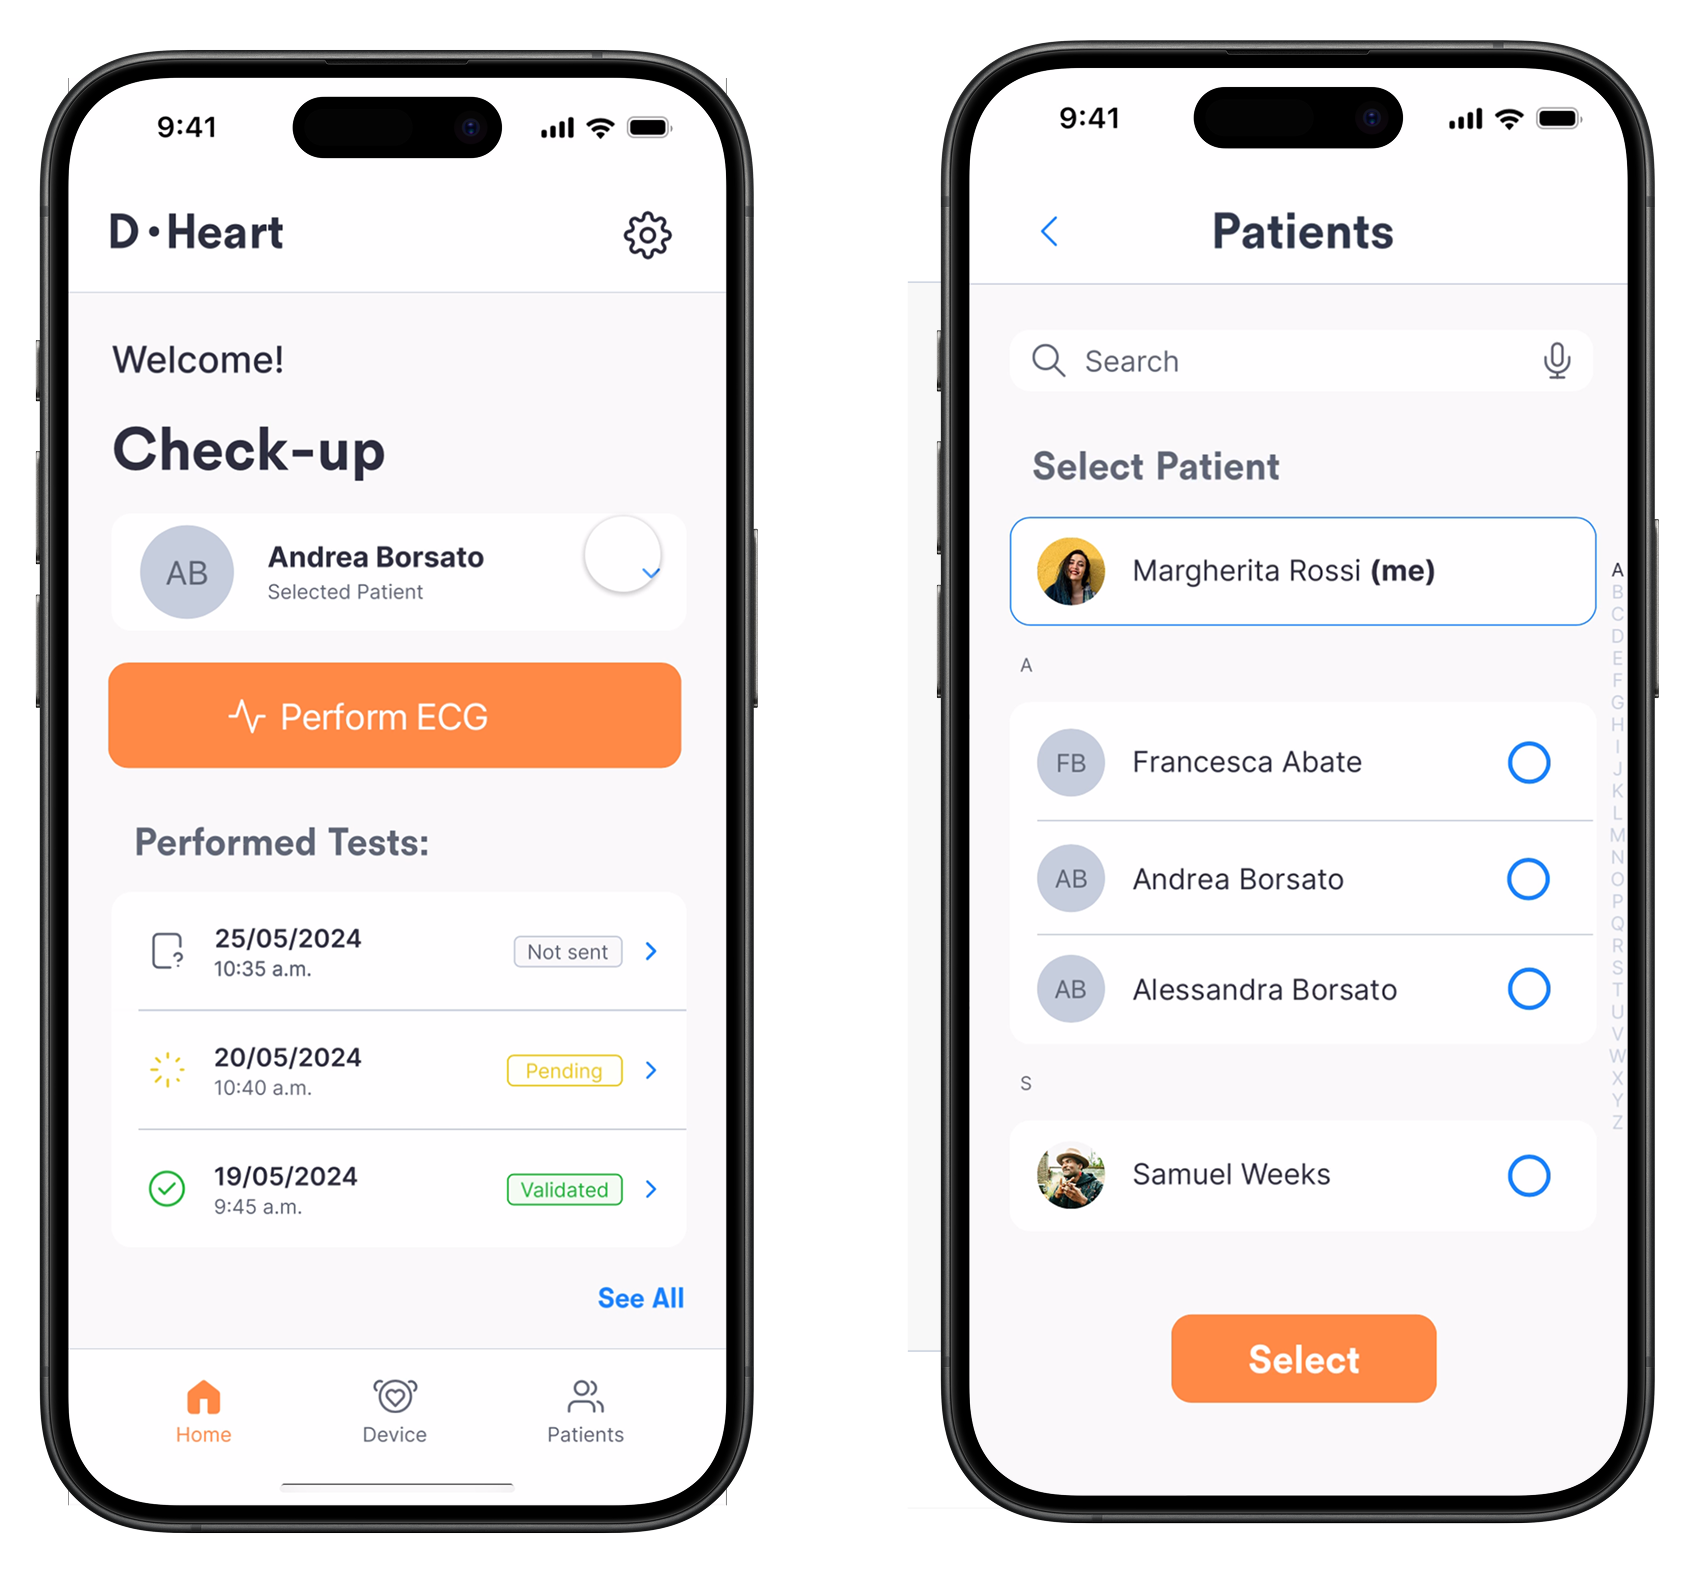 9:41
D·Heart
Welcome!
Check-up
AB
Andrea Borsato
Selected Patient
Perform ECG
Performed Tests:
25/05/2024
10:35 a.m.
Not sent
20/05/2024
10:40 a.m.
Pending
19/05/2024
9:45 a.m.
Validated
See All
Home
Device
Patients
9:41
Patients
Search
Select Patient
Margherita Rossi (me)
A
FB
Francesca Abate
AB
Andrea Borsato
AB
Alessandra Borsato
S
Samuel Weeks
Select
A
B
C
D
E
F
G
H
I
J
K
L
M
N
O
P
Q
R
S
T
U
V
W
X
Y
Z